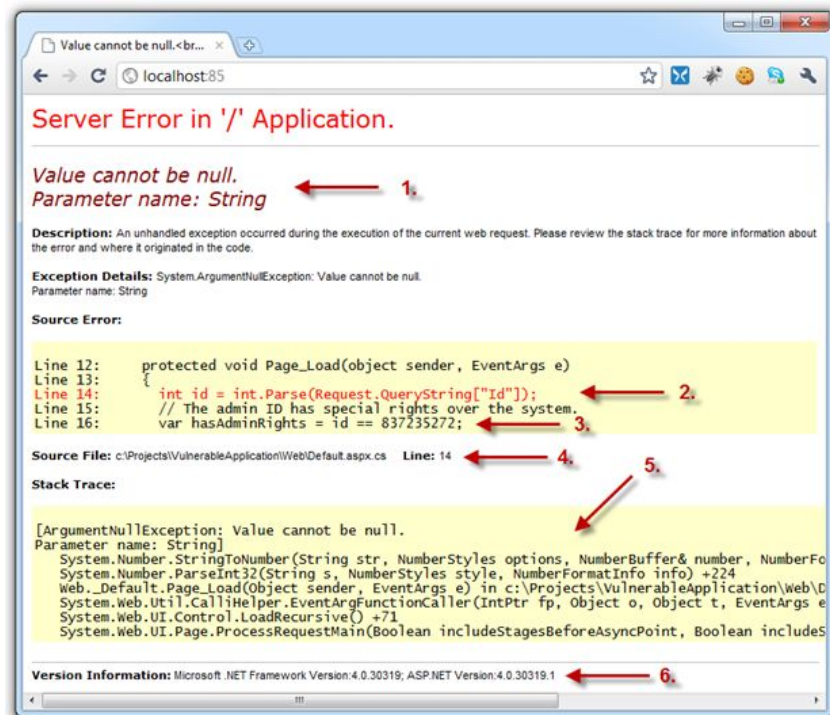 Value cannot be null.<br...
localhost:85
Server Error in '/' Application.
Value cannot be null.
Parameter name: String
1.
Description: An unhandled exception occurred during the execution of the current web request. Please review the stack trace for more information about
the error and where it originated in the code.
Exception Details: System.ArgumentNullException: Value cannot be null.
Parameter name: String
Source Error:
Line 12:     protected void Page_Load(object sender, EventArgs e)
Line 13:     {
Line 14:       int id = int.Parse(Request.QueryString["Id"]);
2.
Line 15:       // The admin ID has special rights over the system.
Line 16:       var hasAdminRights = id == 837235272;
3.
Source File: c:\Projects\VulnerableApplication\Web\Default.aspx.cs    Line: 14
4.
5.
Stack Trace:
[ArgumentNullException: Value cannot be null.
Parameter name: String]
   System.Number.StringToNumber(String str, NumberStyles options, NumberBuffer& number, NumberFo
   System.Number.ParseInt32(String s, NumberStyles style, NumberFormatInfo info) +224
   Web._Default.Page_Load(Object sender, EventArgs e) in c:\Projects\VulnerableApplication\Web\D
   System.Web.Util.CalliHelper.EventArgFunctionCaller(IntPtr fp, Object o, Object t, EventArgs e
   System.Web.UI.Control.LoadRecursive() +71
   System.Web.UI.Page.ProcessRequestMain(Boolean includeStagesBeforeAsyncPoint, Boolean includeS
Version Information: Microsoft .NET Framework Version:4.0.30319; ASP.NET Version:4.0.30319.1
6.